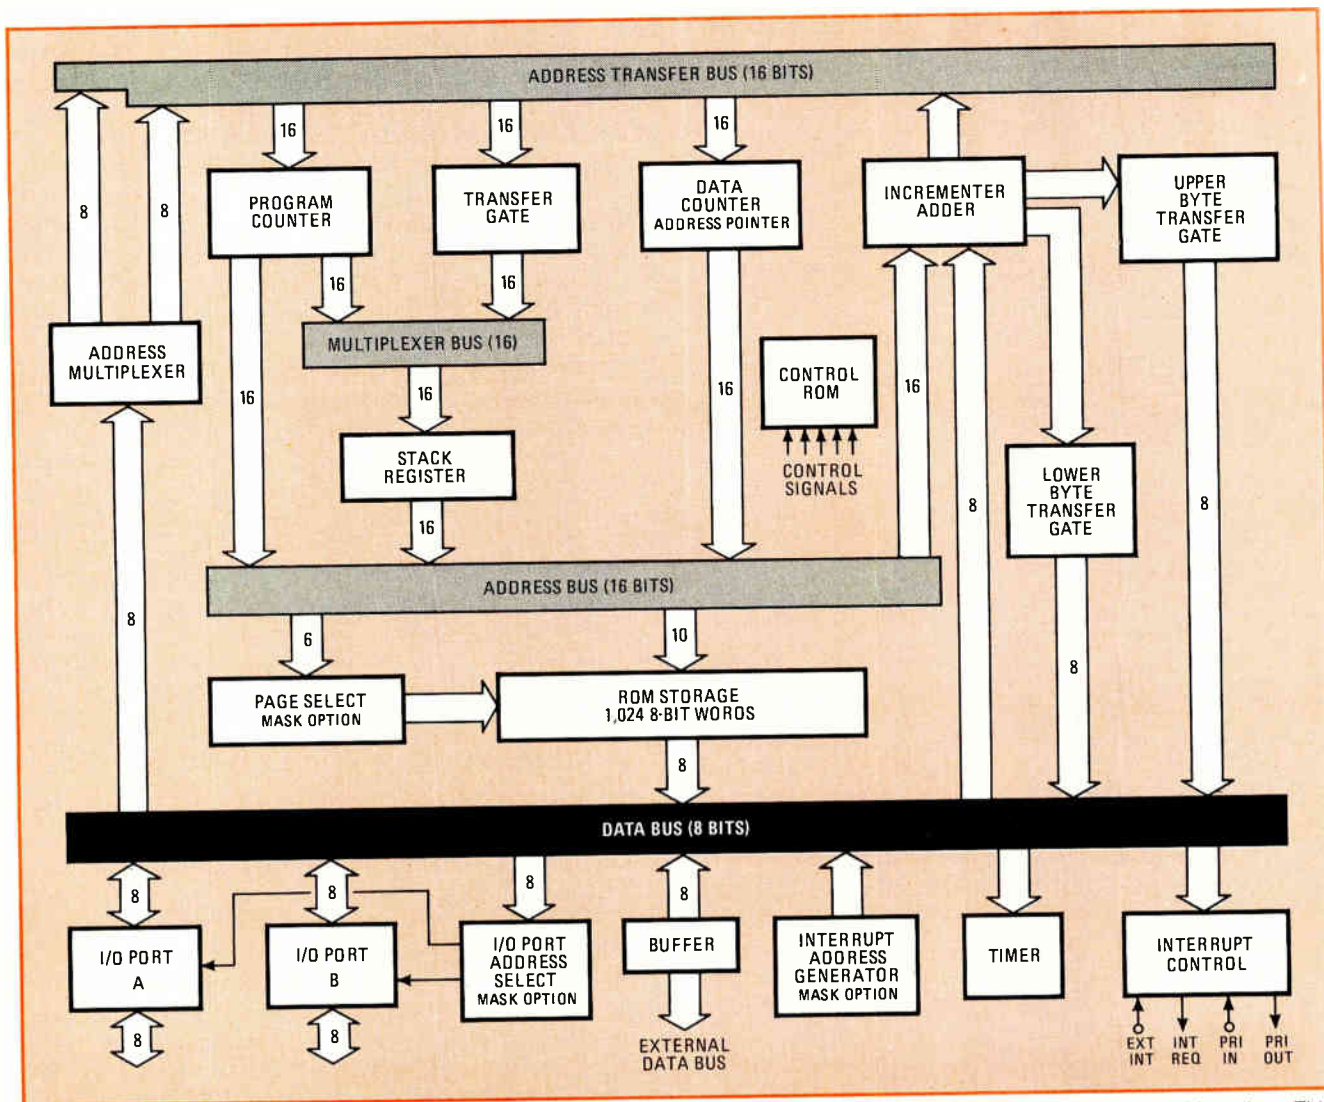 ADDRESS TRANSFER BUS (16 BITS)
16
16
16
8
8
PROGRAM
COUNTER
TRANSFER
GATE
DATA
COUNTER
ADDRESS POINTER
INCREMENTER
ADDER
UPPER
BYTE
TRANSFER
GATE
16
16
MULTIPLEXER BUS (16)
ADDRESS
MULTIPLEXER
16
16
16
CONTROL
ROM
16
STACK
REGISTER
CONTROL
SIGNALS
LOWER
BYTE
TRANSFER
GATE
8
8
16
ADDRESS BUS (16 BITS)
8
6
10
8
PAGE SELECT
MASK OPTION
ROM STORAGE
1,024 8-BIT WORDS
8
DATA BUS (8 BITS)
8
8
8
8
I/O PORT
A
I/O PORT
B
I/O PORT
ADDRESS
SELECT
MASK OPTION
BUFFER
INTERRUPT
ADDRESS
GENERATOR
MASK OPTION
TIMER
INTERRUPT
CONTROL
8
8
EXTERNAL
DATA BUS
EXT
INT
INT
REQ
PRI
IN
PRI
OUT